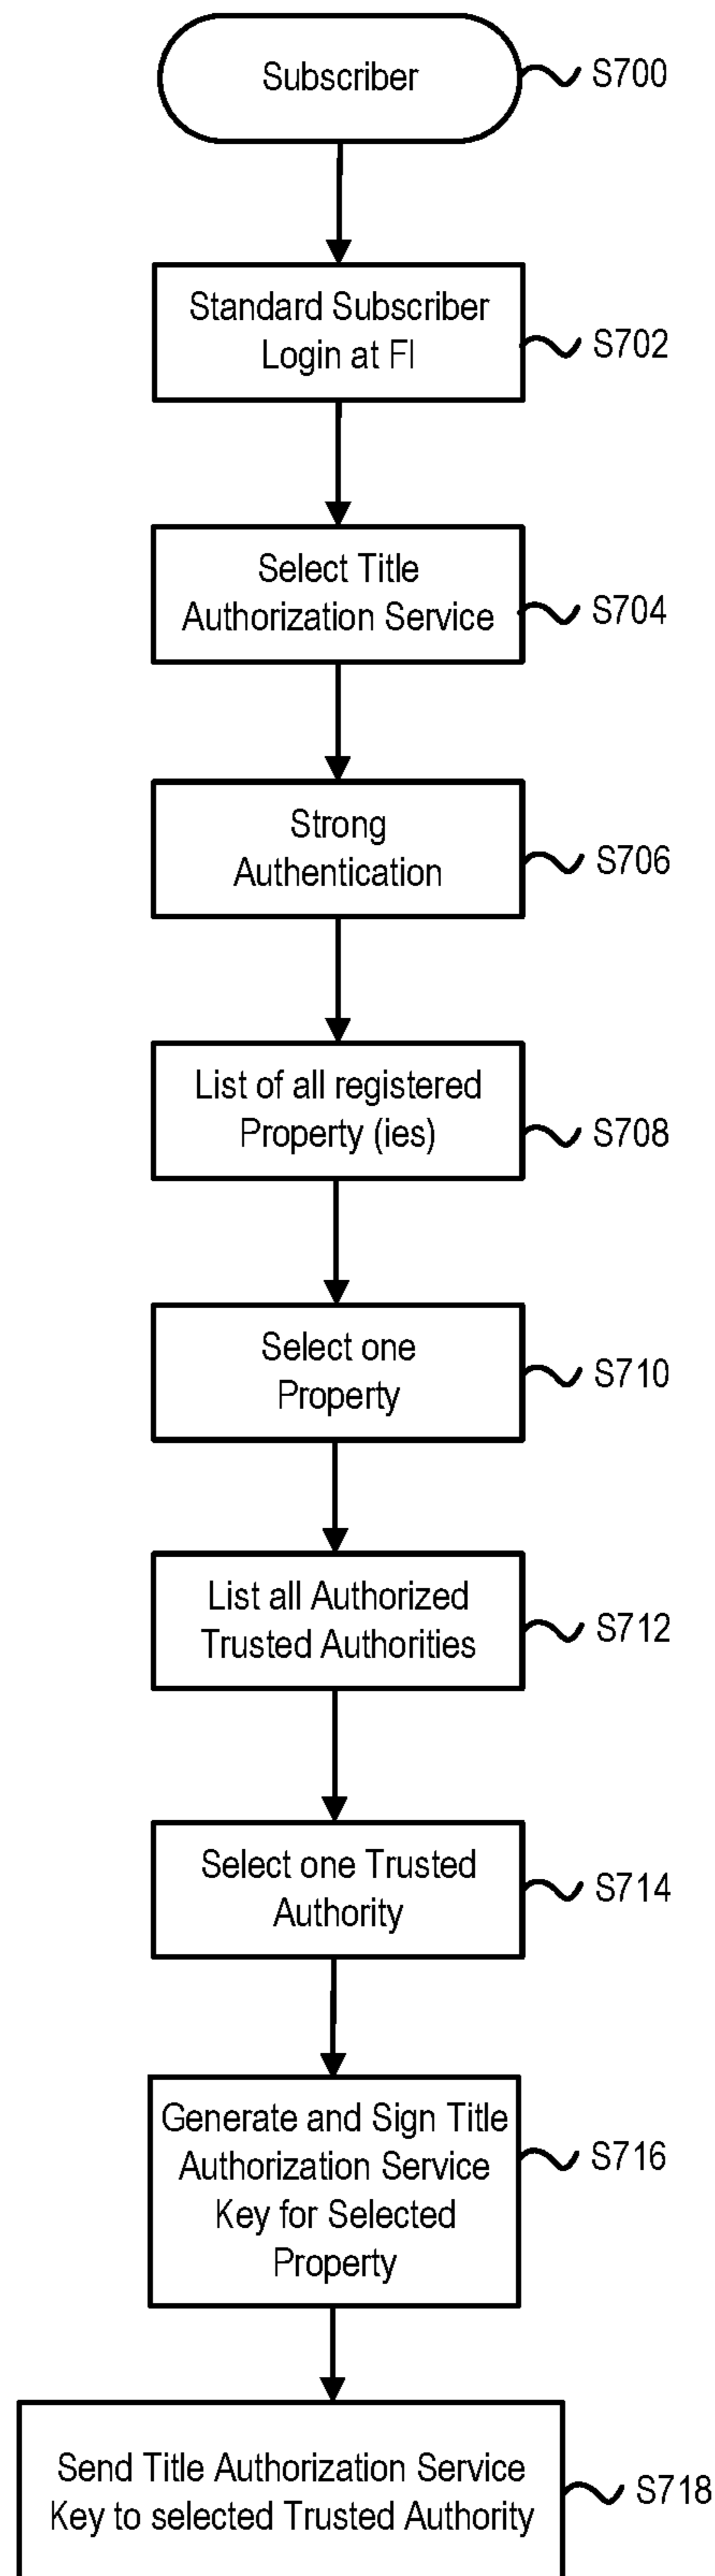 Subscriber
S700
Standard Subscriber
Login at FI
S702
Select Title
Authorization Service
S704
Strong
Authentication
S706
List of all registered
Property (ies)
S708
Select one
Property
S710
List all Authorized
Trusted Authorities
S712
Select one Trusted
Authority
S714
Generate and Sign Title
Authorization Service
Key for Selected
Property
S716
Send Title Authorization Service
Key to selected Trusted Authority
S718